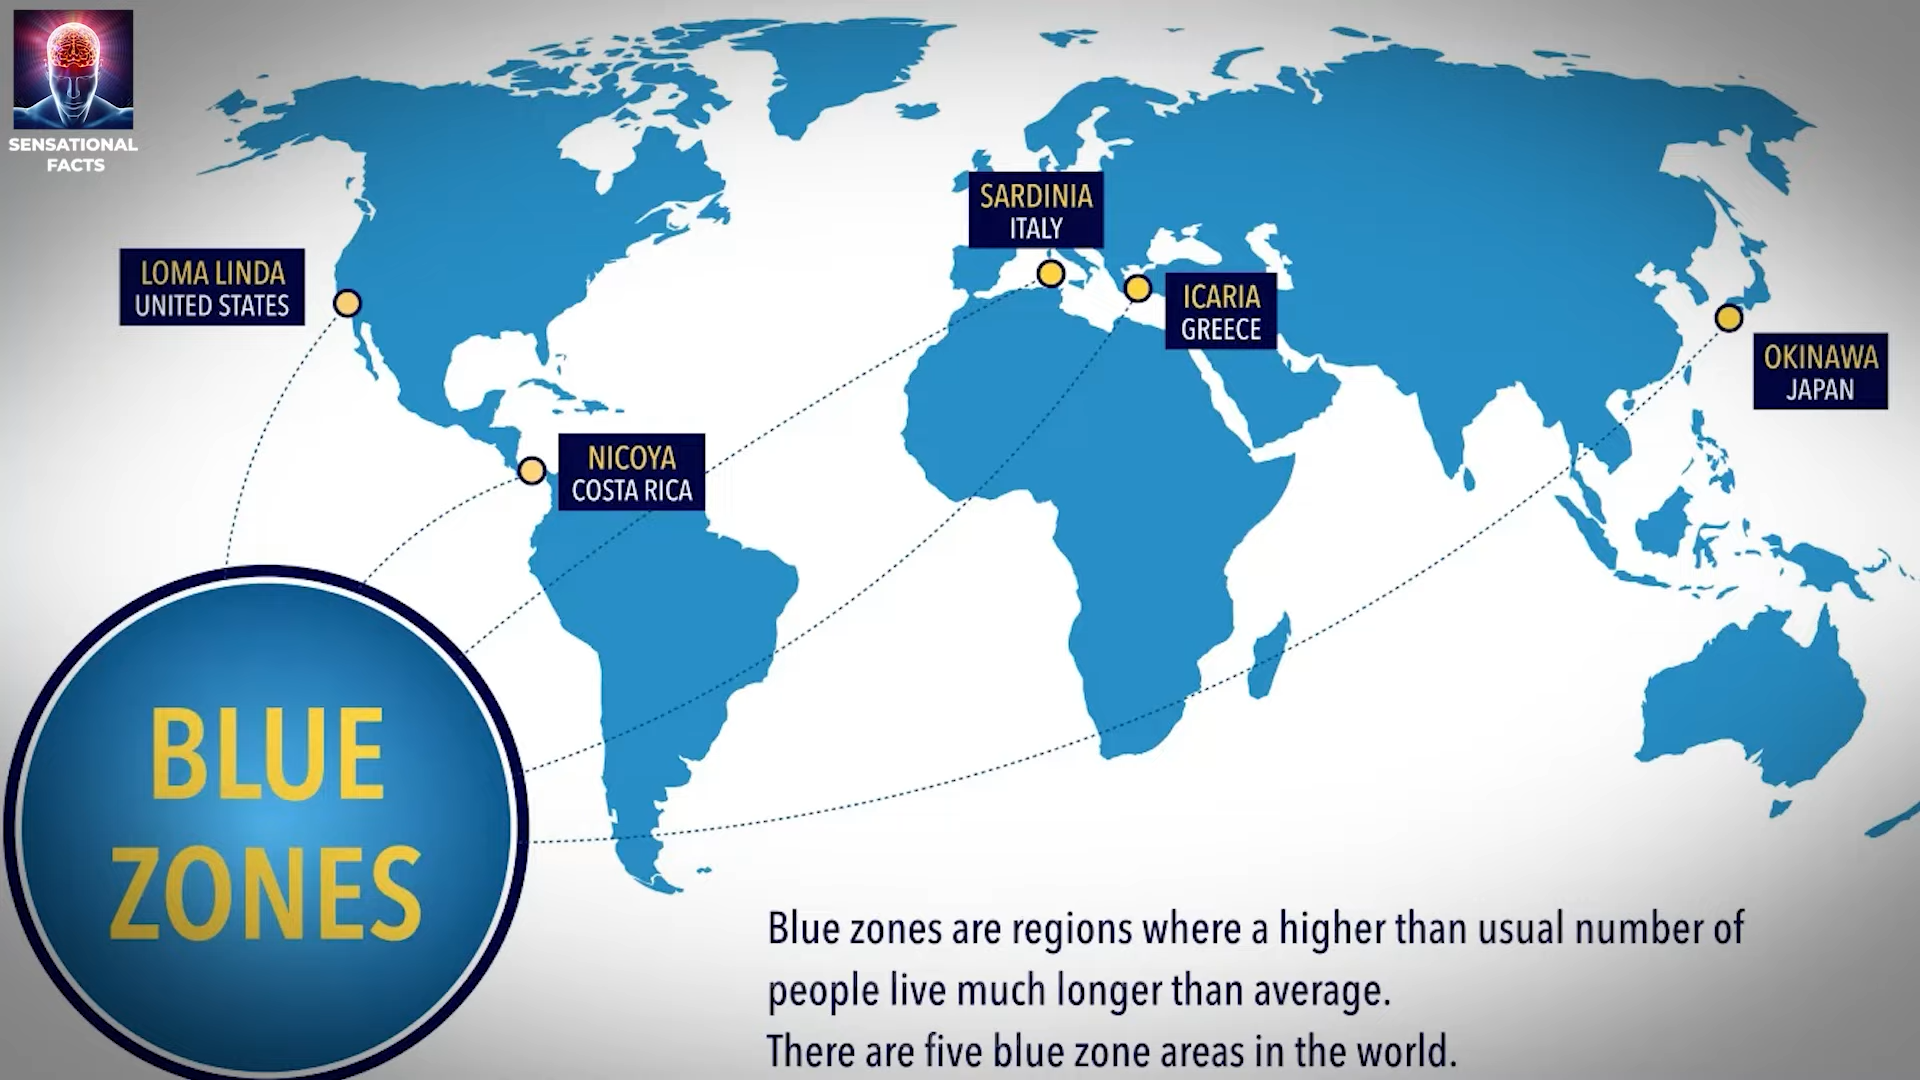 SENSATIONAL
FACTS
SARDINIA
ITALY
LOMA LINDA
UNITED STATES
ICARIA
GREECE
OKINAWA
JAPAN
NICOYA
COSTA RICA
BLUE
ZONES
Blue zones are regions where a higher than usual number of
people live much longer than average.
There are five blue zone areas in the world.